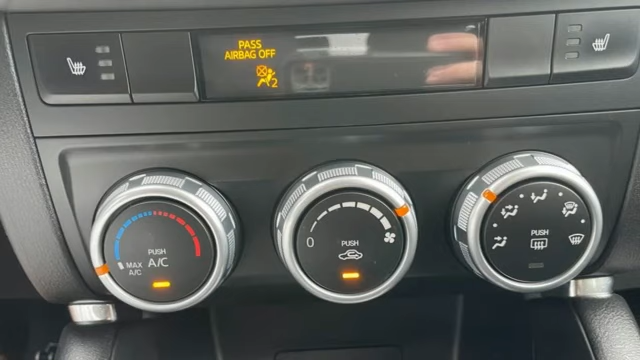 PASS
AIRBAG OFF
2
PUSH
A/C
MAX
A/C
0
PUSH
PUSH